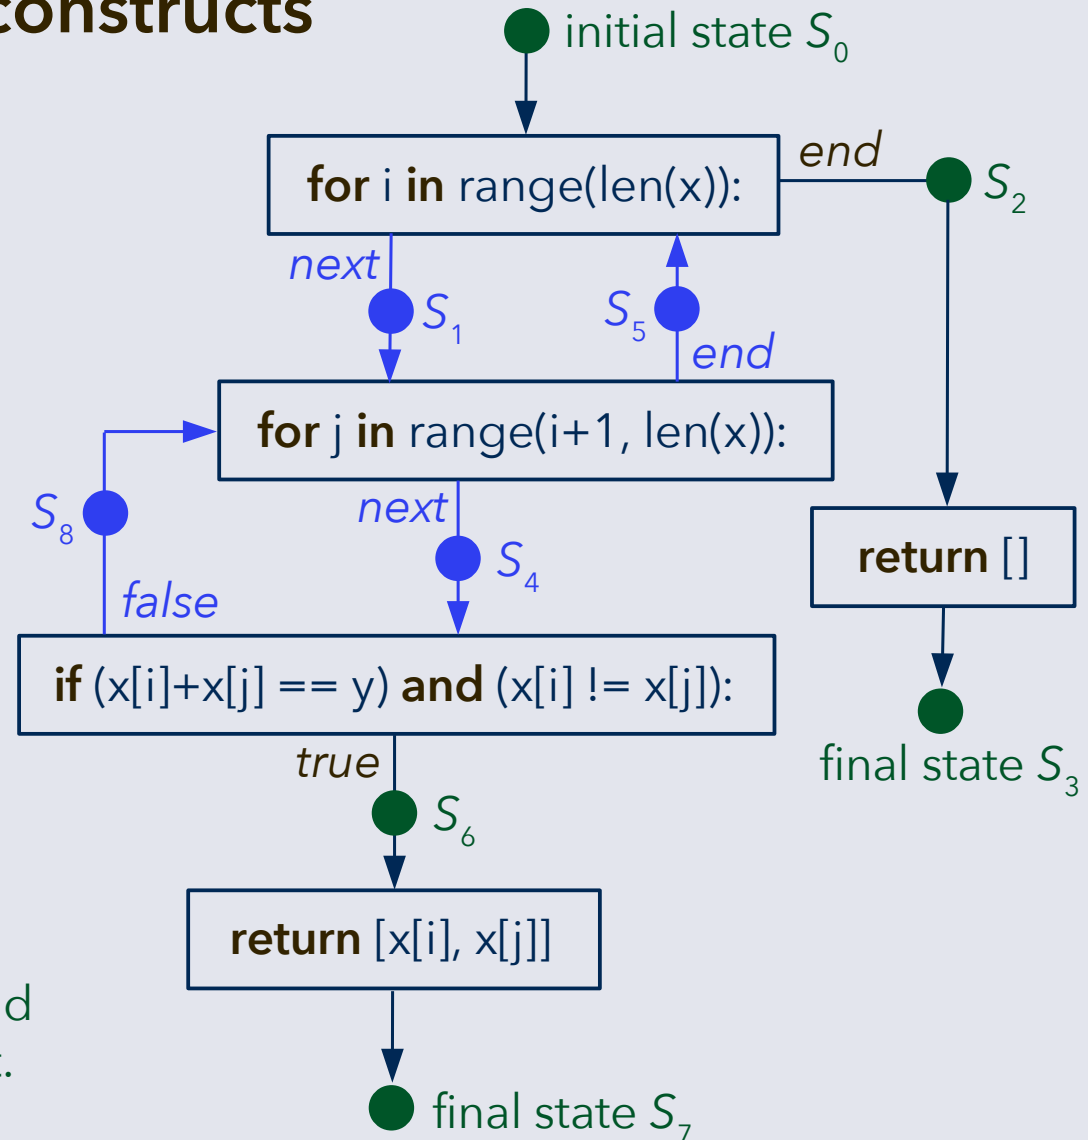 constructs
initial state S₀
for i in range(len(x)):
end
S₂
next
S₁
S₅
end
for j in range(i+1, len(x)):
S₈
next
S₄
false
return []
if (x[i]+x[j] == y) and (x[i] != x[j]):
true
final state S₃
S₆
return [x[i], x[j]]
d
.
final state S₇